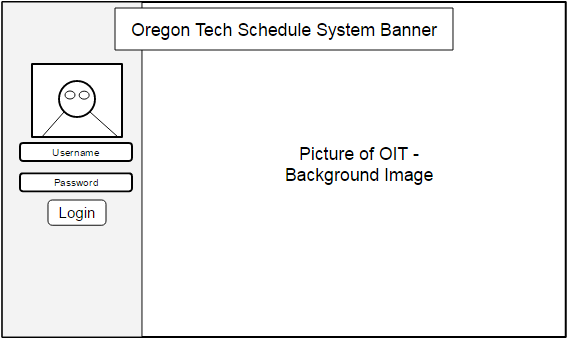 Oregon Tech Schedule System Banner
Username
Password
Login
Picture of OIT -
Background Image